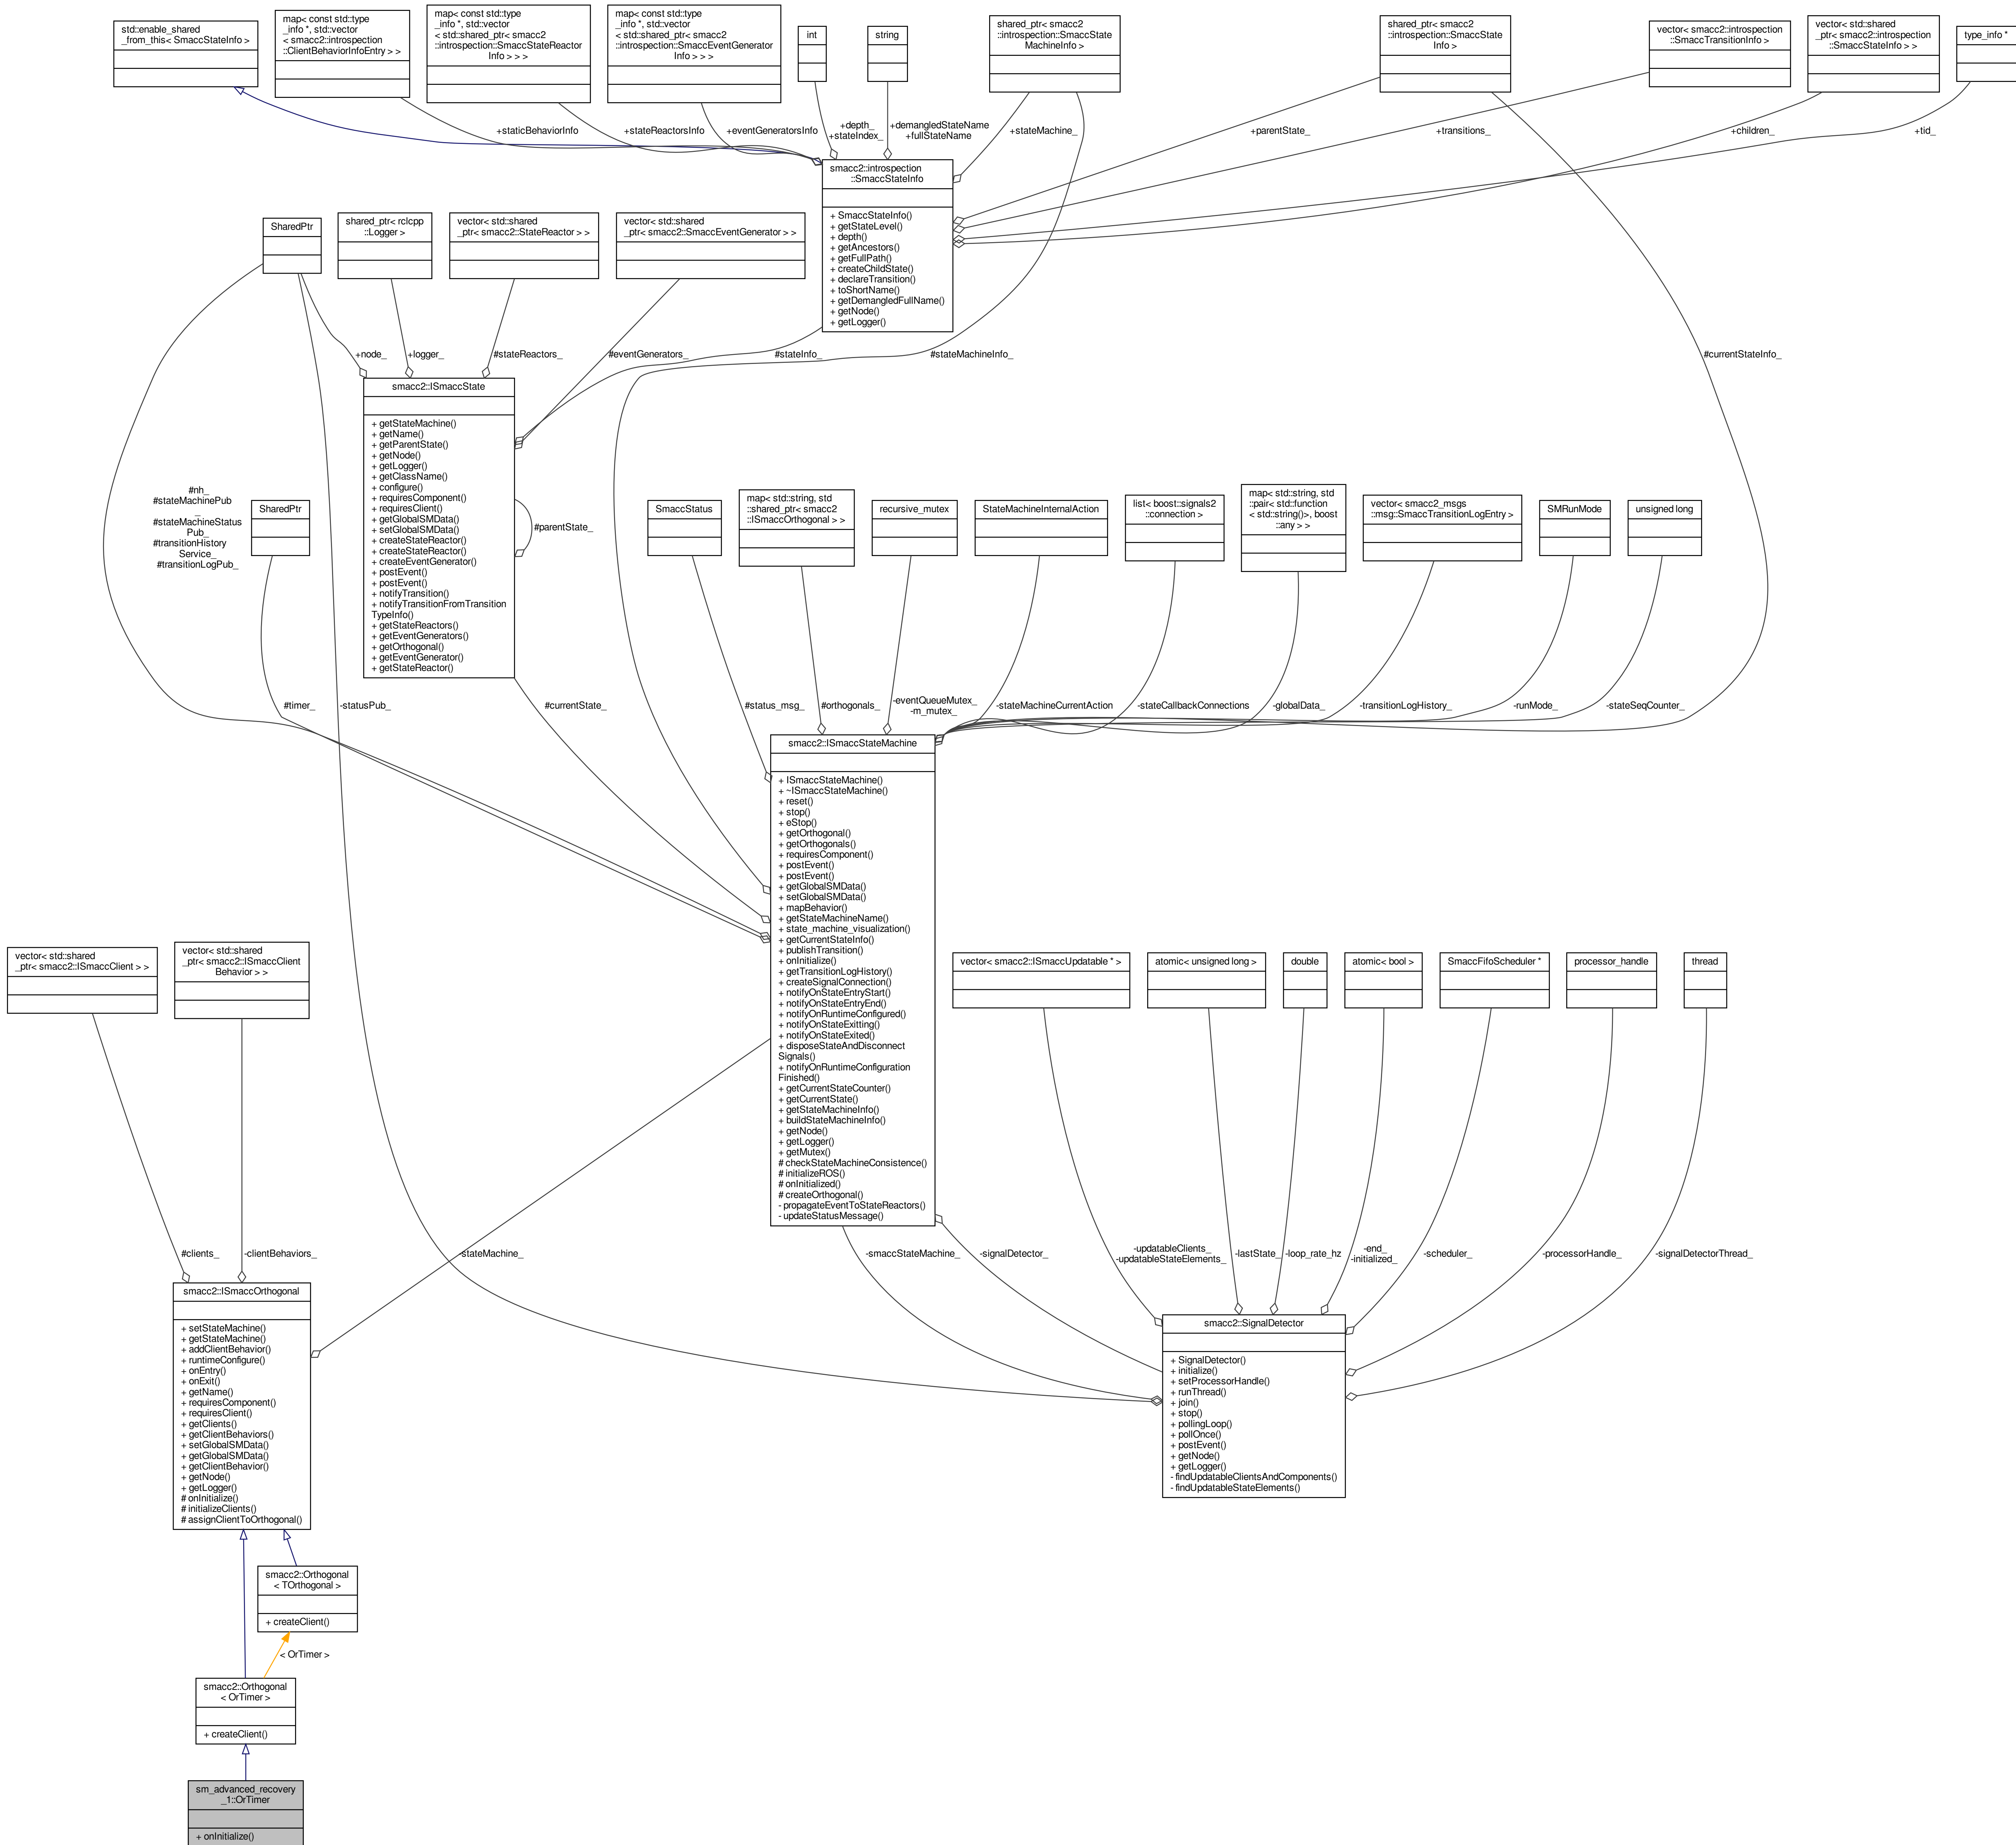 std::enable_shared
_from_this< SmaccStateInfo >
map< const std::type
_info *, std::vector
< smacc2::introspection
::ClientBehaviorInfoEntry > >
map< const std::type
_info *, std::vector
< std::shared_ptr< smacc2
::introspection::SmaccStateReactor
Info > > >
map< const std::type
_info *, std::vector
< std::shared_ptr< smacc2
::introspection::SmaccEventGenerator
Info > > >
int
string
shared_ptr< smacc2
::introspection::SmaccState
MachineInfo >
shared_ptr< smacc2
::introspection::SmaccState
Info >
vector< smacc2::introspection
::SmaccTransitionInfo >
vector< std::shared
_ptr< smacc2::introspection
::SmaccStateInfo > >
type_info *
+staticBehaviorInfo
+stateReactorsInfo
+eventGeneratorsInfo
+depth_
+stateIndex_
+demangledStateName
+fullStateName
+stateMachine_
+parentState_
+transitions_
+children_
+tid_
smacc2::introspection
::SmaccStateInfo
+ SmaccStateInfo()
+ getStateLevel()
+ depth()
+ getAncestors()
+ getFullPath()
+ createChildState()
+ declareTransition()
+ toShortName()
+ getDemangledFullName()
+ getNode()
+ getLogger()
SharedPtr
shared_ptr< rclcpp
::Logger >
vector< std::shared
_ptr< smacc2::StateReactor > >
vector< std::shared
_ptr< smacc2::SmaccEventGenerator > >
+node_
+logger_
#stateReactors_
#eventGenerators_
#stateInfo_
#stateMachineInfo_
#currentStateInfo_
smacc2::ISmaccState
+ getStateMachine()
+ getName()
+ getParentState()
+ getNode()
+ getLogger()
+ getClassName()
+ configure()
+ requiresComponent()
+ requiresClient()
+ getGlobalSMData()
+ setGlobalSMData()
+ createStateReactor()
+ createStateReactor()
+ createEventGenerator()
+ postEvent()
+ postEvent()
+ notifyTransition()
+ notifyTransitionFromTransition
TypeInfo()
+ getStateReactors()
+ getEventGenerators()
+ getOrthogonal()
+ getEventGenerator()
+ getStateReactor()
#parentState_
#nh_
#stateMachinePub
_
#stateMachineStatus
Pub_
#transitionHistory
Service_
#transitionLogPub_
SharedPtr
SmaccStatus
map< std::string, std
::shared_ptr< smacc2
::ISmaccOrthogonal > >
recursive_mutex
StateMachineInternalAction
list< boost::signals2
::connection >
map< std::string, std
::pair< std::function
< std::string()>, boost
::any > >
vector< smacc2_msgs
::msg::SmaccTransitionLogEntry >
SMRunMode
unsigned long
#timer_
-statusPub_
#currentState_
#status_msg_
#orthogonals_
-eventQueueMutex_
-m_mutex_
-stateMachineCurrentAction
-stateCallbackConnections
-globalData_
-transitionLogHistory_
-runMode_
-stateSeqCounter_
smacc2::ISmaccStateMachine
+ ISmaccStateMachine()
+ ~ISmaccStateMachine()
+ reset()
+ stop()
+ eStop()
+ getOrthogonal()
+ getOrthogonals()
+ requiresComponent()
+ postEvent()
+ postEvent()
+ getGlobalSMData()
+ setGlobalSMData()
+ mapBehavior()
+ getStateMachineName()
+ state_machine_visualization()
+ getCurrentStateInfo()
+ publishTransition()
+ onInitialize()
+ getTransitionLogHistory()
+ createSignalConnection()
+ notifyOnStateEntryStart()
+ notifyOnStateEntryEnd()
+ notifyOnRuntimeConfigured()
+ notifyOnStateExitting()
+ notifyOnStateExited()
+ disposeStateAndDisconnect
Signals()
+ notifyOnRuntimeConfiguration
Finished()
+ getCurrentStateCounter()
+ getCurrentState()
+ getStateMachineInfo()
+ buildStateMachineInfo()
+ getNode()
+ getLogger()
+ getMutex()
# checkStateMachineConsistence()
# initializeROS()
# onInitialized()
# createOrthogonal()
- propagateEventToStateReactors()
- updateStatusMessage()
vector< std::shared
_ptr< smacc2::ISmaccClient > >
vector< std::shared
_ptr< smacc2::ISmaccClient
Behavior > >
vector< smacc2::ISmaccUpdatable * >
atomic< unsigned long >
double
atomic< bool >
SmaccFifoScheduler *
processor_handle
thread
#clients_
-clientBehaviors_
-stateMachine_
-smaccStateMachine_
-signalDetector_
-updatableClients_
-updatableStateElements_
-lastState_
-loop_rate_hz
-end_
-initialized_
-scheduler_
-processorHandle_
-signalDetectorThread_
smacc2::ISmaccOrthogonal
+ setStateMachine()
+ getStateMachine()
+ addClientBehavior()
+ runtimeConfigure()
+ onEntry()
+ onExit()
+ getName()
+ requiresComponent()
+ requiresClient()
+ getClients()
+ getClientBehaviors()
+ setGlobalSMData()
+ getGlobalSMData()
+ getClientBehavior()
+ getNode()
+ getLogger()
# onInitialize()
# initializeClients()
# assignClientToOrthogonal()
smacc2::SignalDetector
+ SignalDetector()
+ initialize()
+ setProcessorHandle()
+ runThread()
+ join()
+ stop()
+ pollingLoop()
+ pollOnce()
+ postEvent()
+ getNode()
+ getLogger()
- findUpdatableClientsAndComponents()
- findUpdatableStateElements()
smacc2::Orthogonal
< TOrthogonal >
+ createClient()
< OrTimer >
smacc2::Orthogonal
< OrTimer >
+ createClient()
sm_advanced_recovery
_1::OrTimer
+ onInitialize()